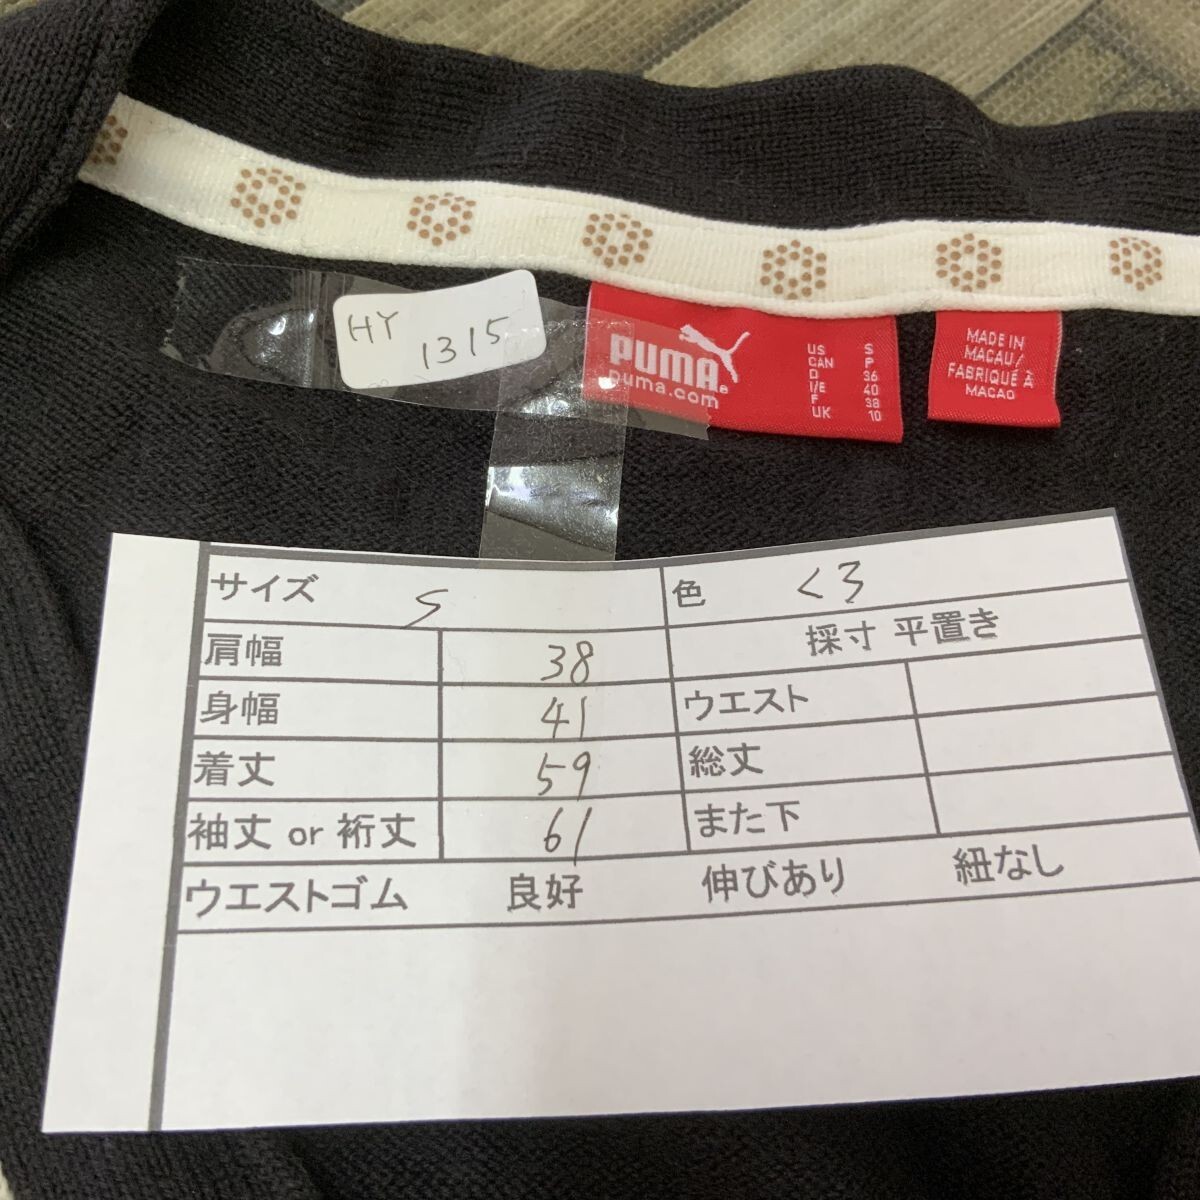 HY
1315
PUMA
puma.com
US S
CAN P
D 36
I/E 40
F 38
UK 10
MADE IN
MACAU/
FABRIQUÉ À
MACAO
サイズ S 色 くろ
肩幅 38 採寸 平置き
身幅 41 ウエスト
着丈 59 総丈
袖丈 or 裄丈 61 また下
ウエストゴム 良好 伸びあり 紐なし